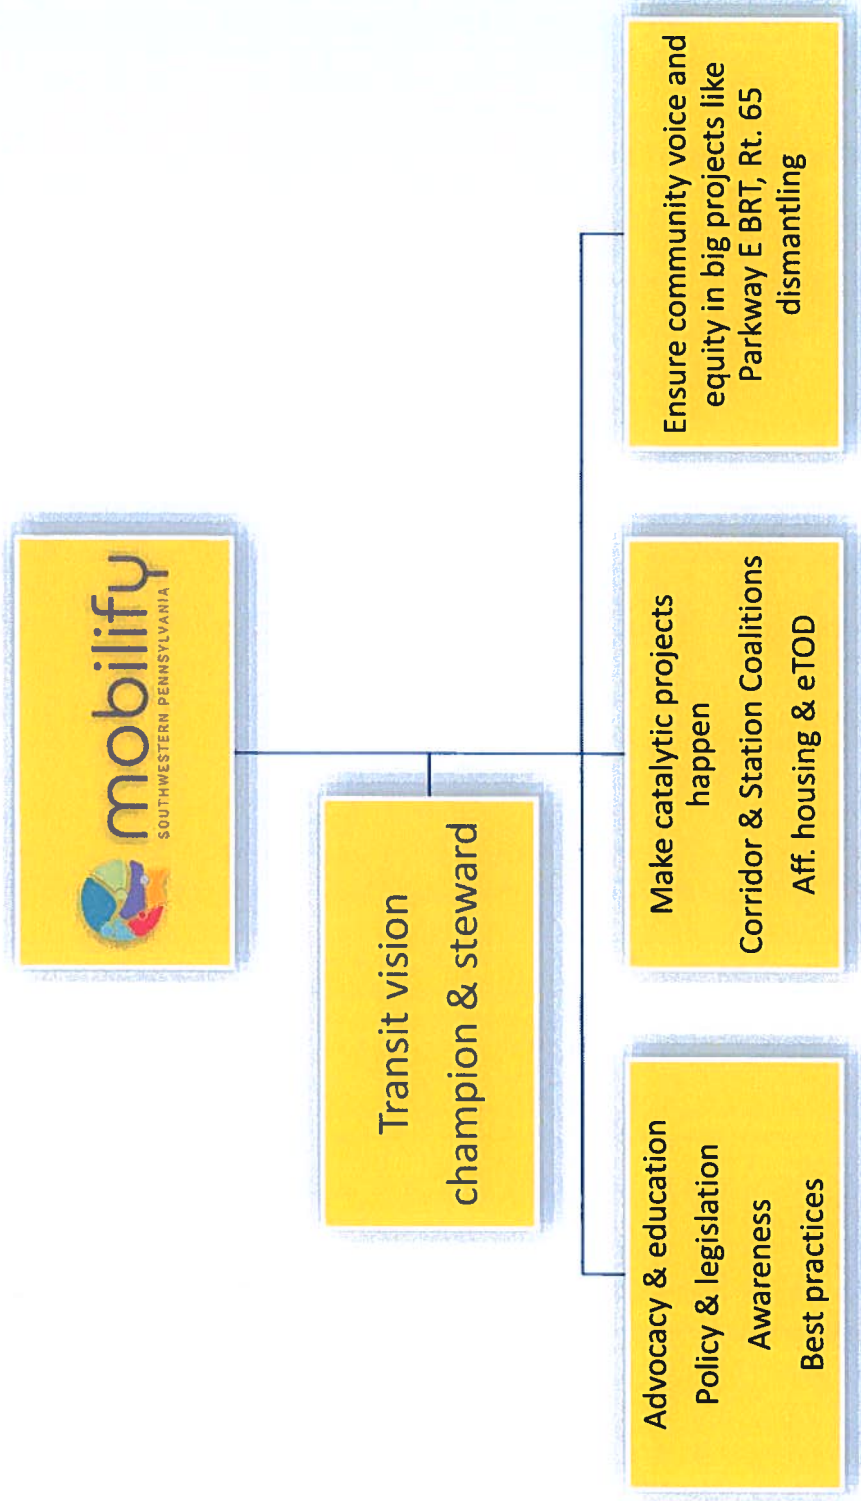 mobilify
SOUTHWESTERN PENNSYLVANIA
Transit vision
champion & steward
Advocacy & education
Policy & legislation
Awareness
Best practices
Make catalytic projects
happen
Corridor & Station Coalitions
Aff. housing & eTOD
Ensure community voice and
equity in big projects like
Parkway E BRT, Rt. 65
dismantling